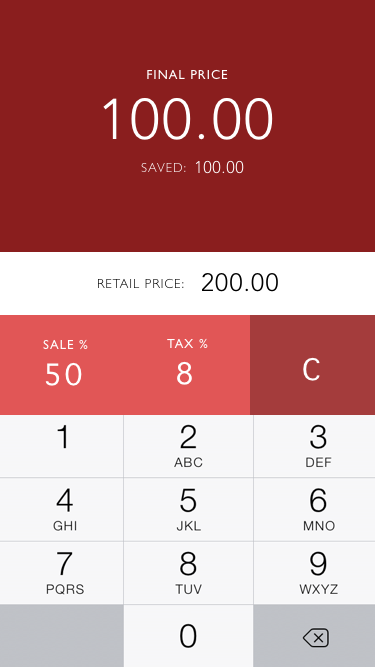 FINAL PRICE
100.00
SAVED: 100.00
RETAIL PRICE: 200.00
SALE % TAX % C
50 8
1 2 3
ABC DEF
4 5 6
GHI JKL MNO
7 8 9
PQRS TUV WXYZ
0